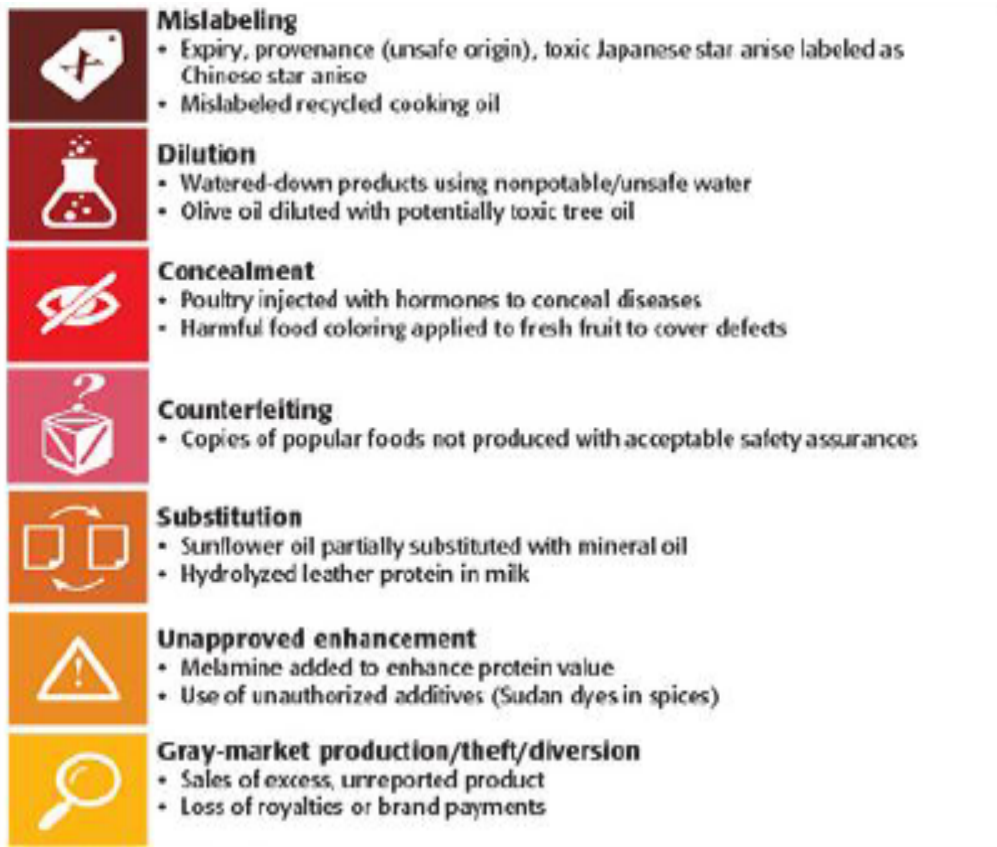 Mislabeling
• Expiry, provenance (unsafe origin), toxic Japanese star anise labeled as
Chinese star anise
• Mislabeled recycled cooking oil
Dilution
• Watered-down products using nonpotable/unsafe water
• Olive oil diluted with potentially toxic tree oil
Concealment
• Poultry injected with hormones to conceal diseases
• Harmful food coloring applied to fresh fruit to cover defects
?
Counterfeiting
• Copies of popular foods not produced with acceptable safety assurances
Substitution
• Sunflower oil partially substituted with mineral oil
• Hydrolyzed leather protein in milk
!
Unapproved enhancement
• Melamine added to enhance protein value
• Use of unauthorized additives (Sudan dyes in spices)
Gray-market production/theft/diversion
• Sales of excess, unreported product
• Loss of royalties or brand payments